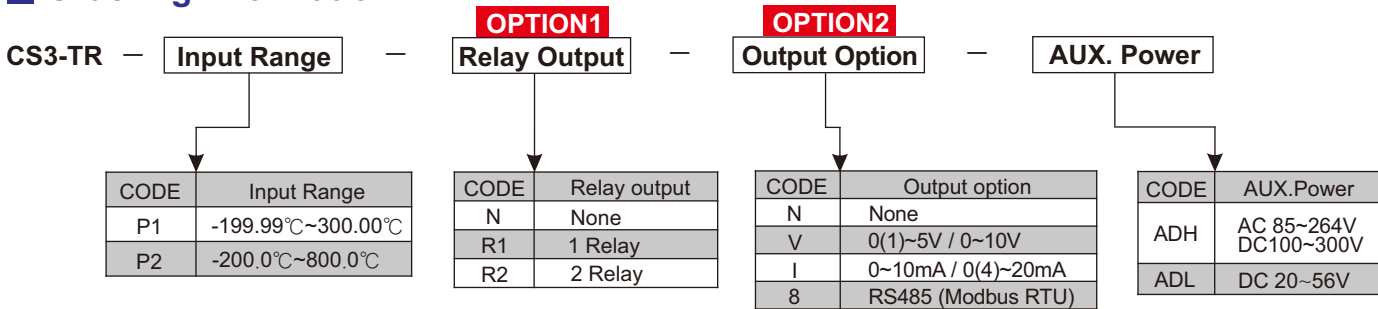 OPTION1 OPTION2
CS3-TR — Input Range — Relay Output — Output Option — AUX. Power
CODE Input Range
P1 -199.99℃~300.00℃
P2 -200.0℃~800.0℃
CODE Relay output
N None
R1 1 Relay
R2 2 Relay
CODE Output option
N None
V 0(1)~5V / 0~10V
I 0~10mA / 0(4)~20mA
8 RS485 (Modbus RTU)
CODE AUX.Power
ADH AC 85~264V
DC100~300V
ADL DC 20~56V